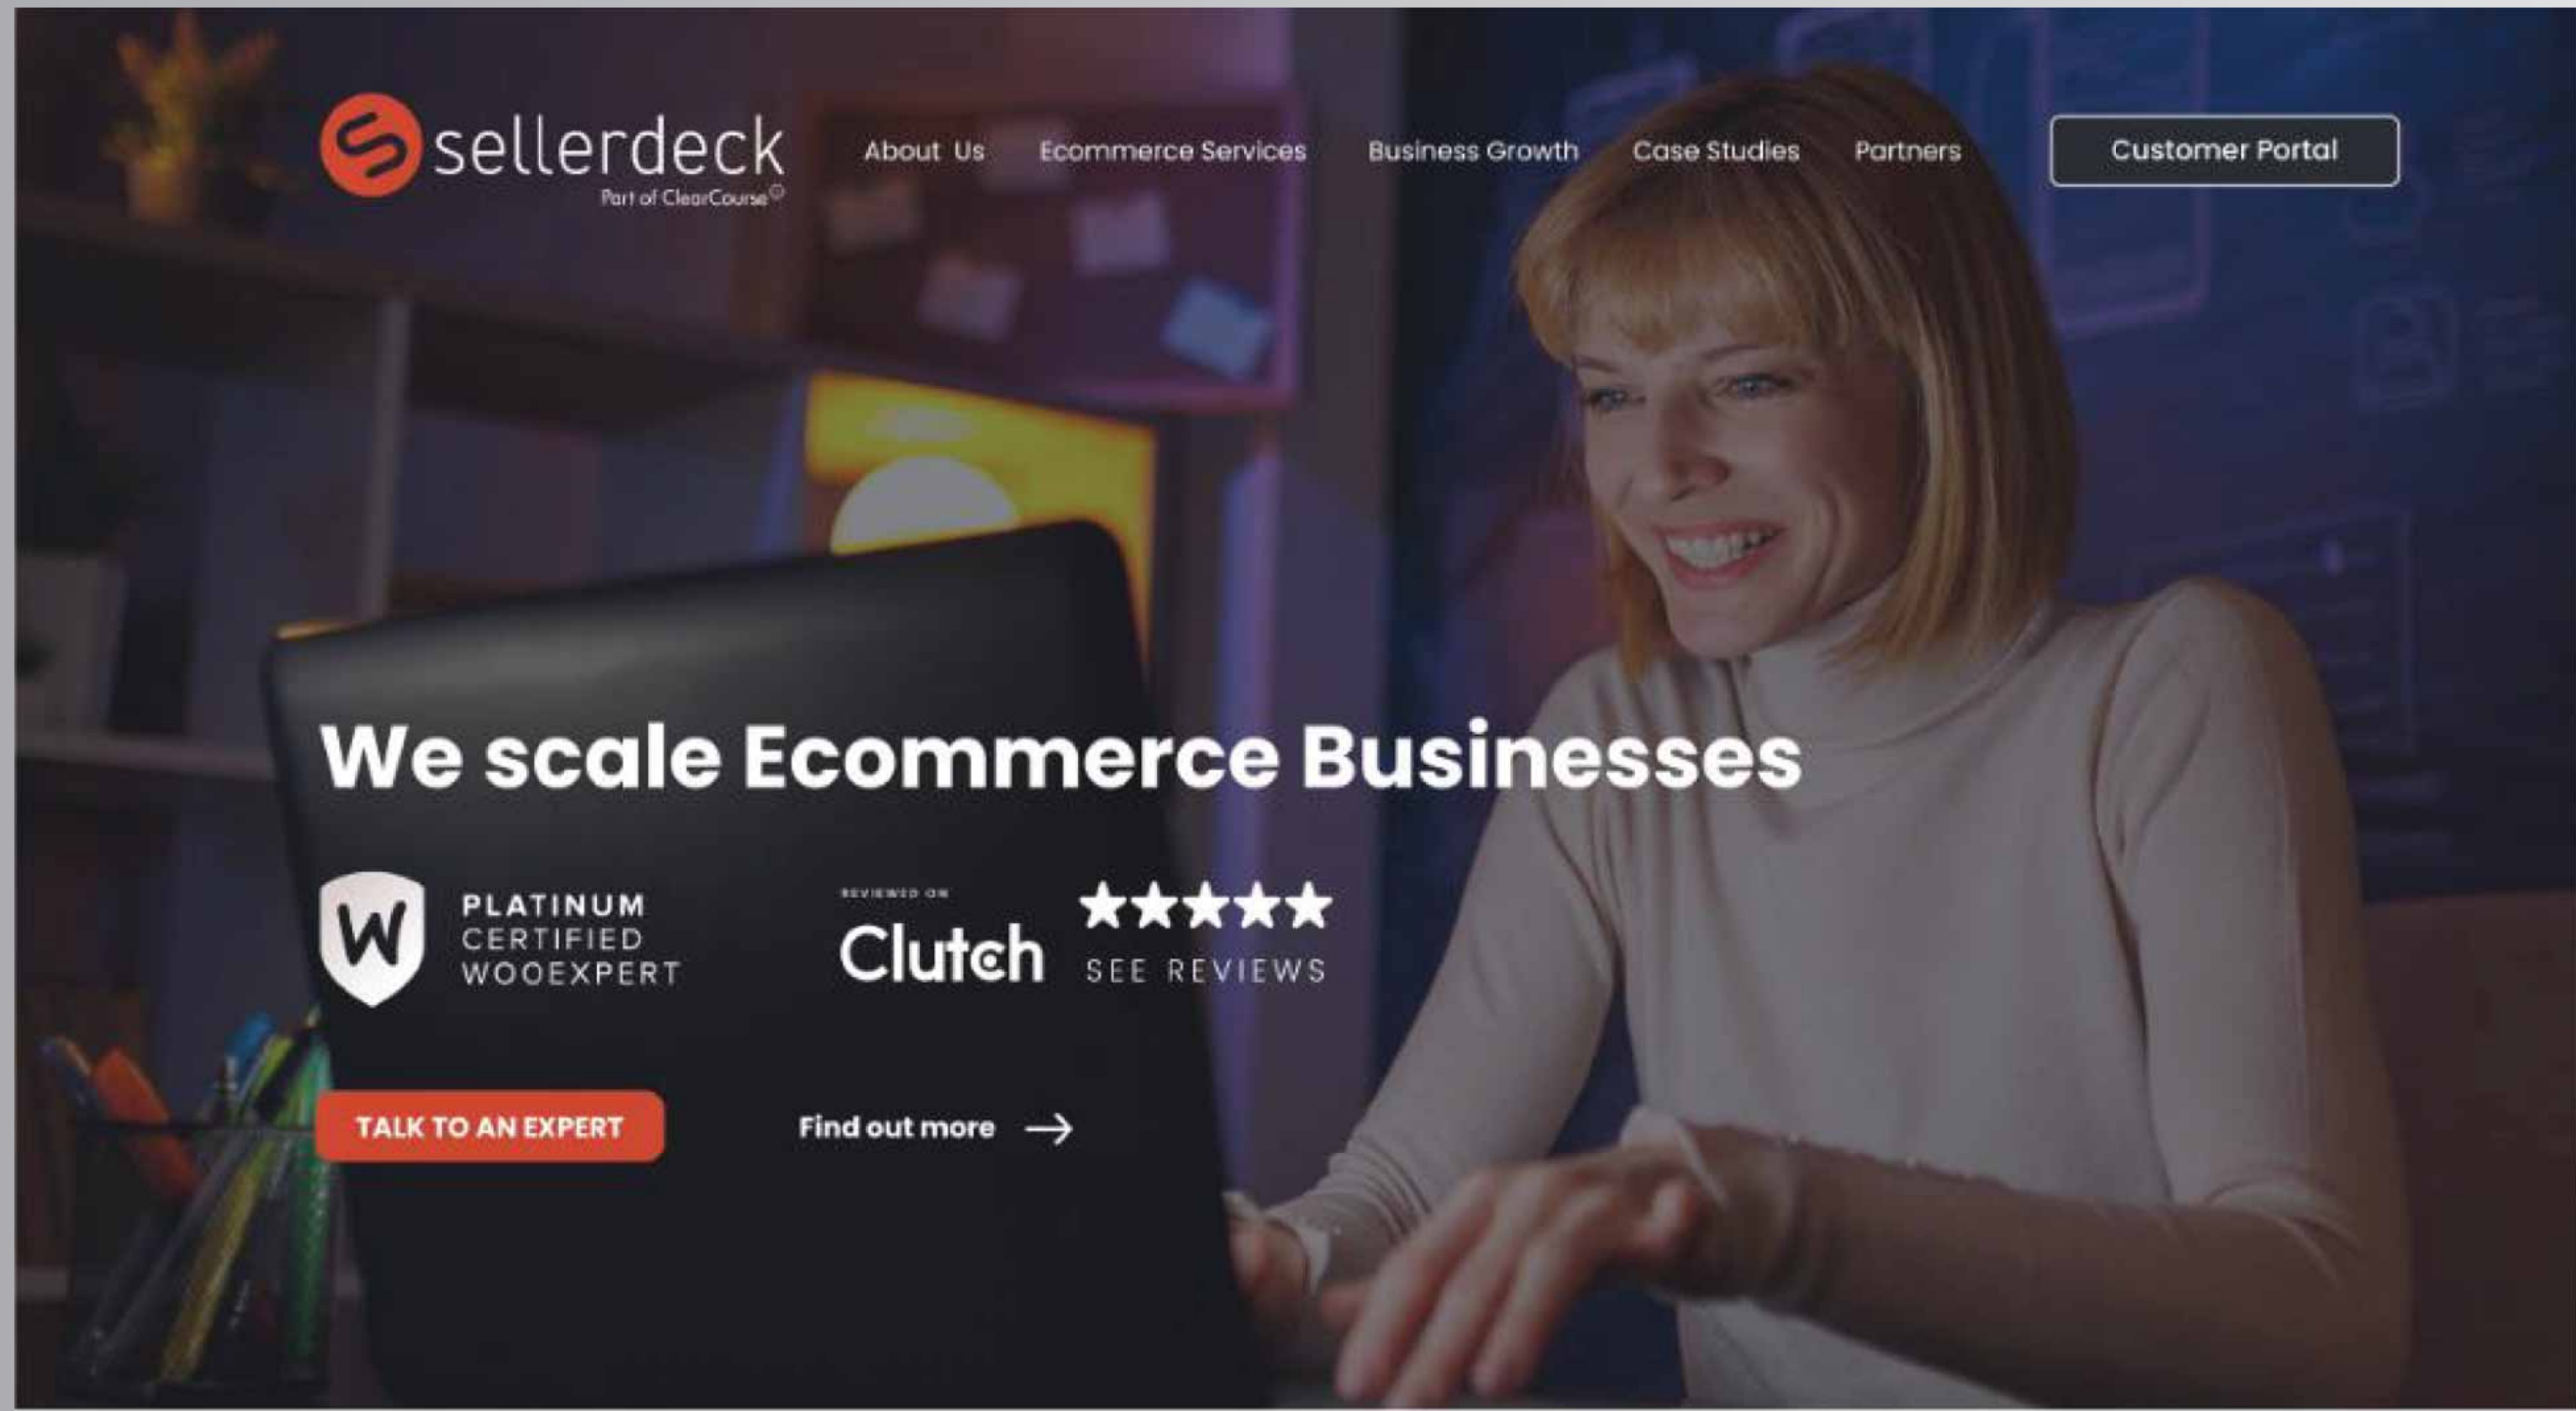 sellerdeck
Part of ClearCourse
About Us
Ecommerce Services
Business Growth
Case Studies
Partners
Customer Portal
We scale Ecommerce Businesses
PLATINUM
CERTIFIED
WOOEXPERT
REVIEWED ON
Clutch
SEE REVIEWS
TALK TO AN EXPERT
Find out more →